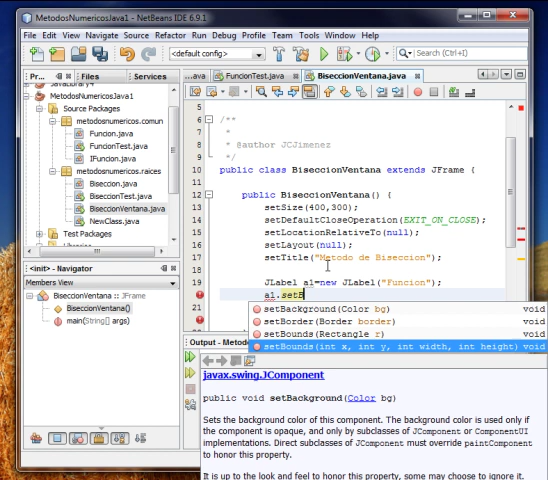 MetodosNumericosJava1 - NetBeans IDE 6.9.1
File Edit View Navigate Source Refactor Run Debug Profile Team Tools Window Help
<default config>
Search (Ctrl+I)
Pr... Files Services
...ava FuncionTest.java BiseccionVentana.java
MetodosNumericosJava1
Source Packages
metodosnumericos.comun
Funcion.java
FuncionTest.java
IFuncion.java
metodosnumericos.raices
Biseccion.java
BiseccionTest.java
BiseccionVentana.java
NewClass.java
Test Packages
<init> - Navigator
Members View
BiseccionVentana :: JFrame
BiseccionVentana()
main(String[] args)
5
6 /**
7 *
8 * @author JCJimenez
9 */
10 public class BiseccionVentana extends JFrame {
11
12 public BiseccionVentana() {
13 setSize(400,300);
14 setDefaultCloseOperation(EXIT_ON_CLOSE);
15 setLocationRelativeTo(null);
16 setLayout(null);
17 setTitle("Metodo de Biseccion");
18
19 JLabel a1=new JLabel("Funcion");
a1.setB
21
setBackground(Color bg) void
setBorder(Border border) void
setBounds(Rectangle r) void
setBounds(int x, int y, int width, int height) void
Output - Metod
javax.swing.JComponent
public void setBackground(Color bg)
Sets the background color of this component. The background color is used only if
the component is opaque, and only by subclasses of JComponent or ComponentUI
implementations. Direct subclasses of JComponent must override paintComponent
to honor this property.
It is up to the look and feel to honor this property, some may choose to ignore it.